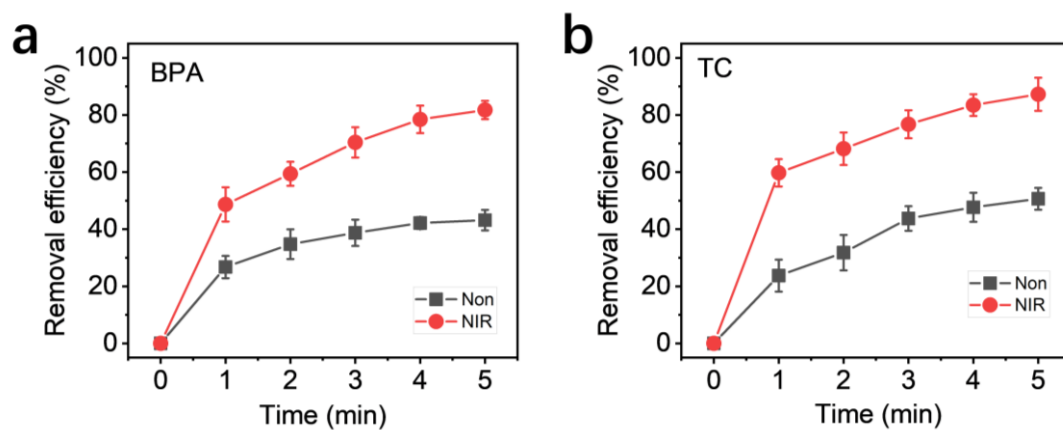 a
BPA
Removal efficiency (%)
100
80
60
40
20
0
0 1 2 3 4 5
Time (min)
Non
NIR
b
TC
Removal efficiency (%)
100
80
60
40
20
0
0 1 2 3 4 5
Time (min)
Non
NIR